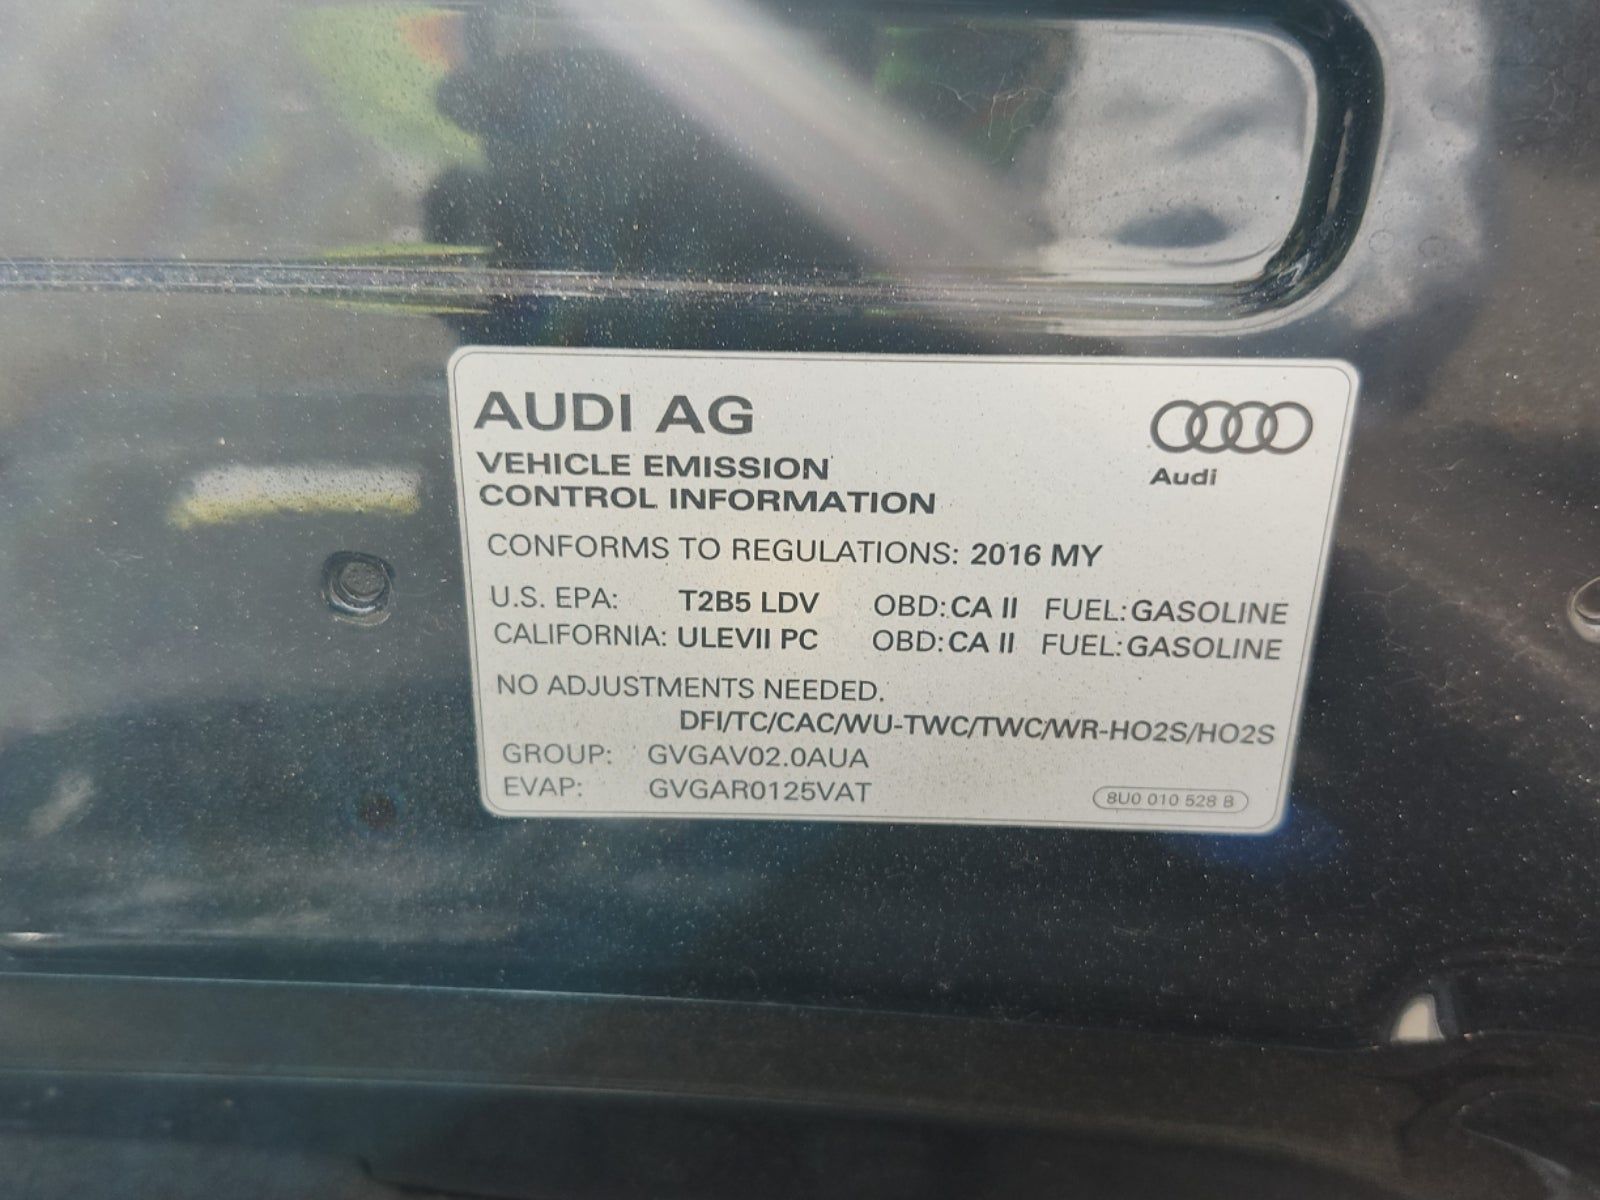 AUDI AG
Audi
VEHICLE EMISSION
CONTROL INFORMATION
CONFORMS TO REGULATIONS: 2016 MY
U.S. EPA: T2B5 LDV OBD: CA II FUEL: GASOLINE
CALIFORNIA: ULEVII PC OBD: CA II FUEL: GASOLINE
NO ADJUSTMENTS NEEDED.
DFI/TC/CAC/WU-TWC/TWC/WR-HO2S/HO2S
GROUP: GVGAV02.0AUA
EVAP: GVGAR0125VAT
8U0 010 528 B